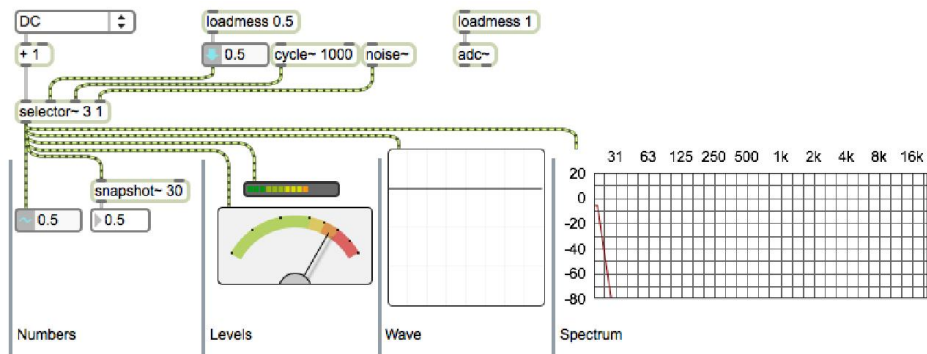 DC
loadmess 0.5
loadmess 1
+ 1
0.5
cycle~ 1000
noise~
adc~
selector~ 3 1
31 63 125 250 500 1k 2k 4k 8k 16k
20
0
-20
-40
-60
-80
snapshot~ 30
~ 0.5
0.5
Numbers
Levels
Wave
Spectrum